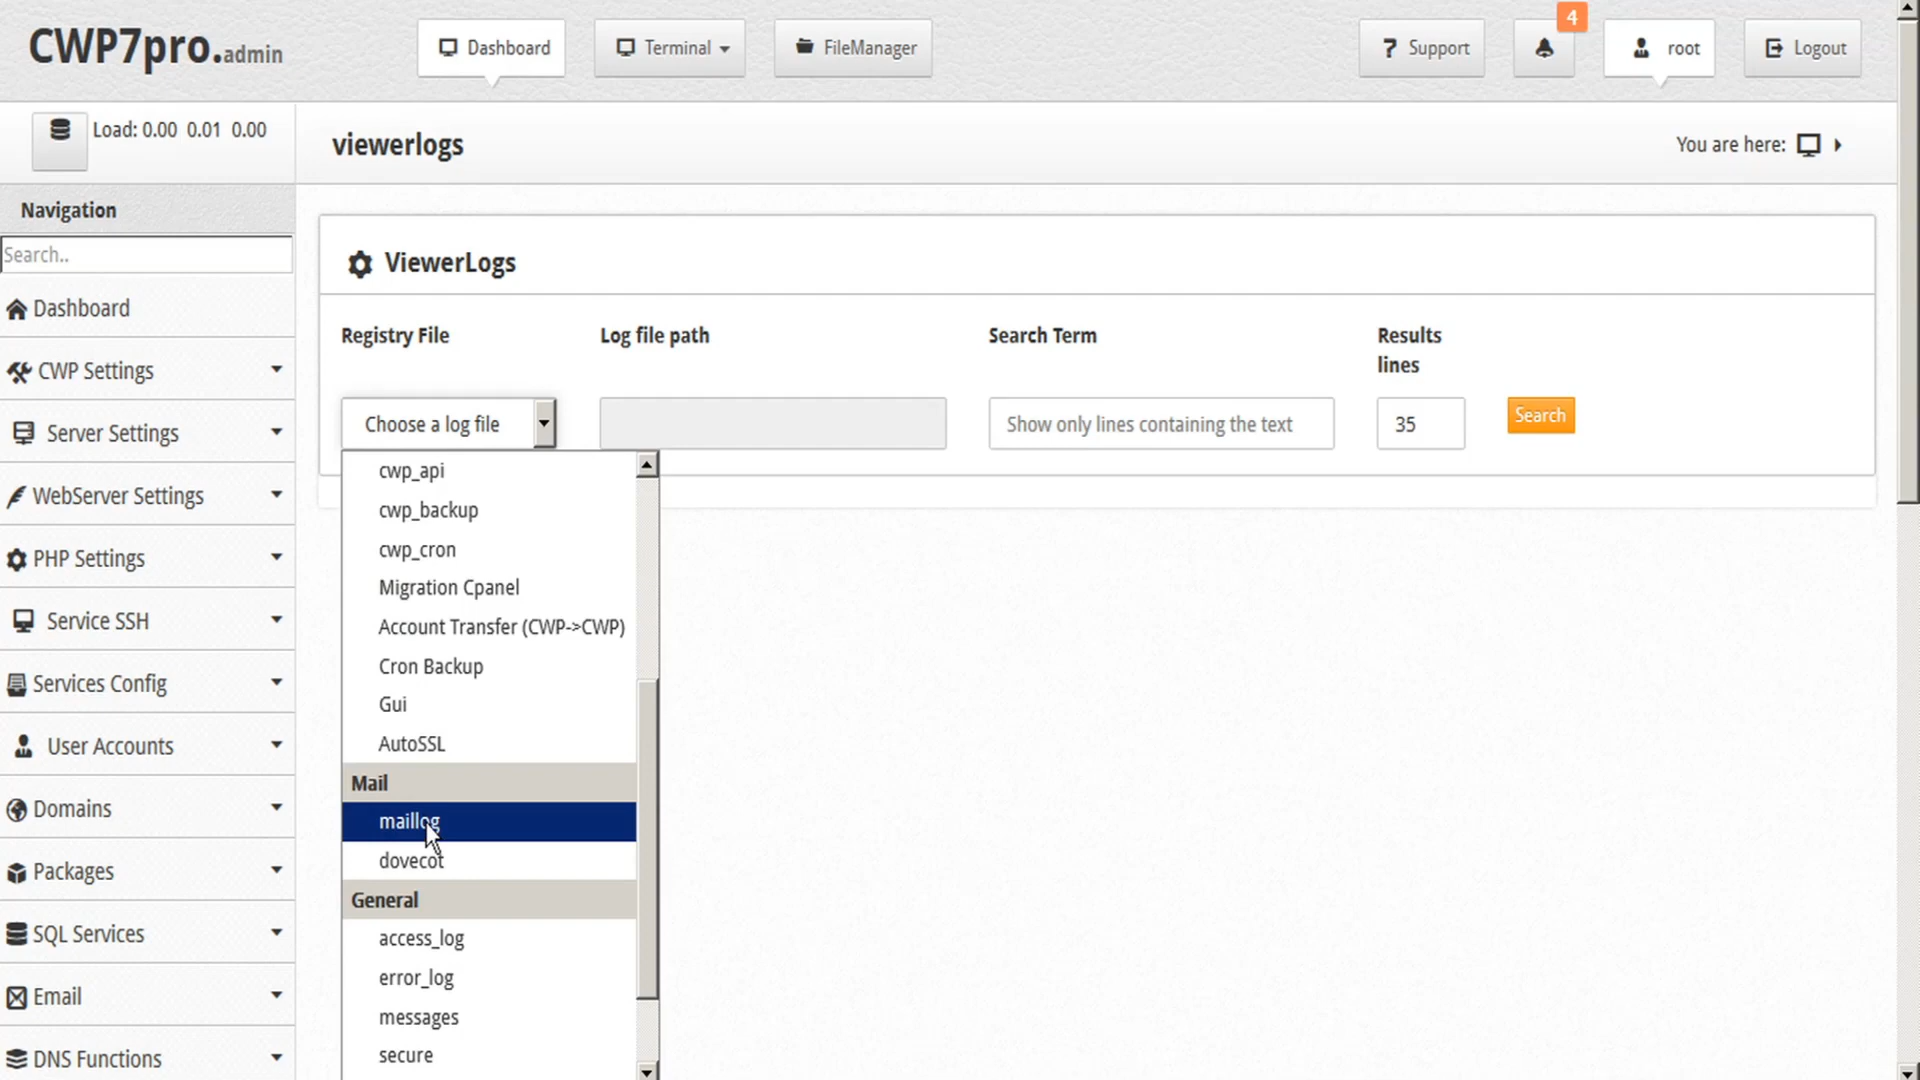 CWP7pro.admin
Dashboard
Terminal
FileManager
? Support
4
root
Logout
Load: 0.00 0.01 0.00
viewerlogs
You are here:
Navigation
Search..
Dashboard
CWP Settings
Server Settings
WebServer Settings
PHP Settings
Service SSH
Services Config
User Accounts
Domains
Packages
SQL Services
Email
DNS Functions
ViewerLogs
Registry File
Log file path
Search Term
Results
lines
Choose a log file
Show only lines containing the text
35
Search
cwp_api
cwp_backup
cwp_cron
Migration Cpanel
Account Transfer (CWP->CWP)
Cron Backup
Gui
AutoSSL
Mail
maillog
dovecot
General
access_log
error_log
messages
secure